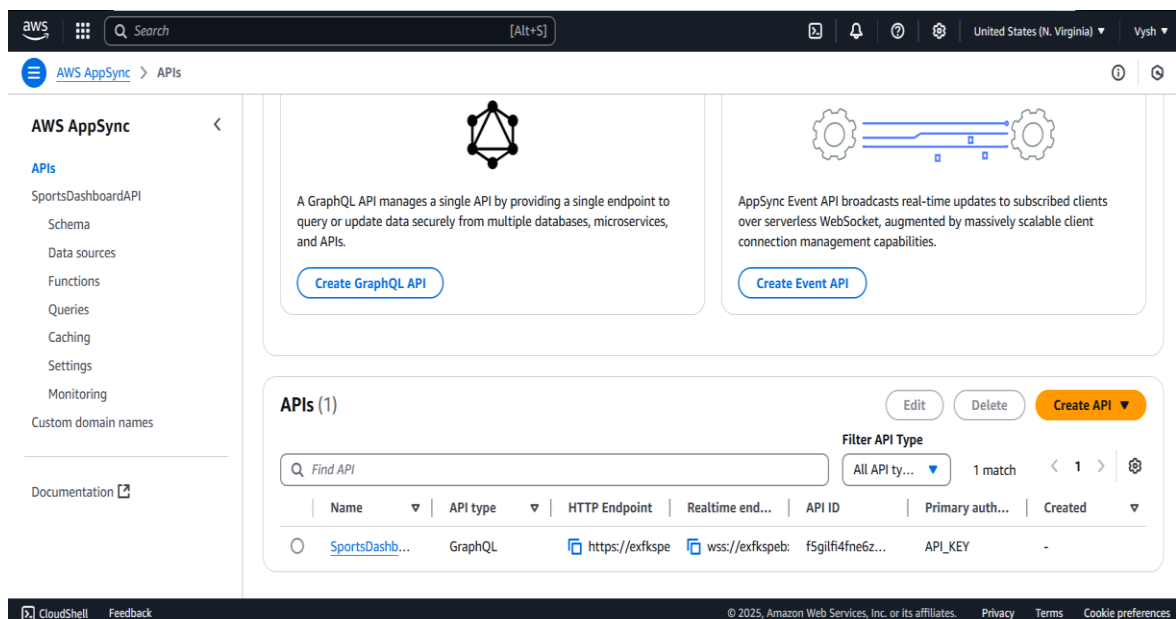 aws
Search [Alt+S]
United States (N. Virginia) ▼
Vysh ▼
AWS AppSync > APIs
AWS AppSync
APIs
SportsDashboardAPI
Schema
Data sources
Functions
Queries
Caching
Settings
Monitoring
Custom domain names
Documentation
A GraphQL API manages a single API by providing a single endpoint to
query or update data securely from multiple databases, microservices,
and APIs.
Create GraphQL API
AppSync Event API broadcasts real-time updates to subscribed clients
over serverless WebSocket, augmented by massively scalable client
connection management capabilities.
Create Event API
APIs (1)
Edit Delete Create API ▼
Filter API Type
Find API
All API ty... ▼
1 match
< 1 >
Name API type HTTP Endpoint Realtime end... API ID Primary auth... Created
SportsDashb... GraphQL https://exfkspe wss://exfkspeb: f5gilfi4fne6z... API_KEY -
CloudShell Feedback
© 2025, Amazon Web Services, Inc. or its affiliates. Privacy Terms Cookie preferences